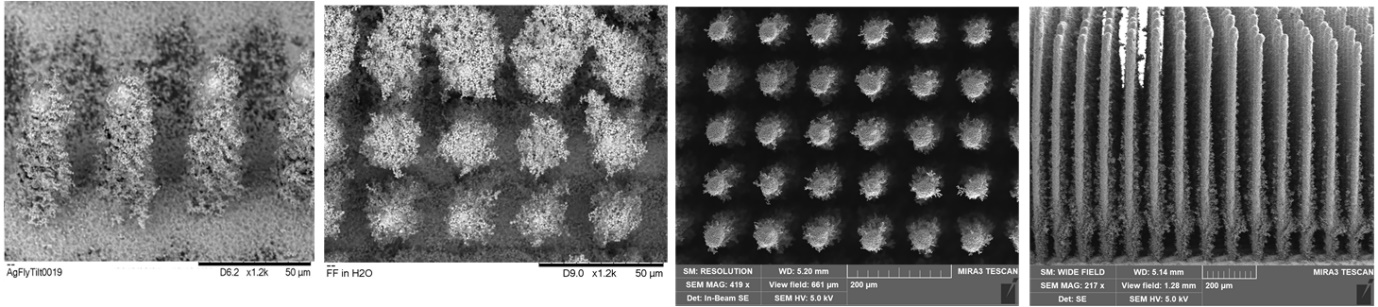 AgFlyTilt0019
D6.2 x1.2k 50 µm
FF in H2O
D9.0 x1.2k 50 µm
SM: RESOLUTION WD: 5.20 mm MIRA3 TESCAN
SEM MAG: 419 x View field: 661 µm 200 µm
Det: In-Beam SE SEM HV: 5.0 kV
SM: WIDE FIELD WD: 5.14 mm MIRA3 TESCAN
SEM MAG: 217 x View field: 1.28 mm 200 µm
Det: SE SEM HV: 5.0 kV